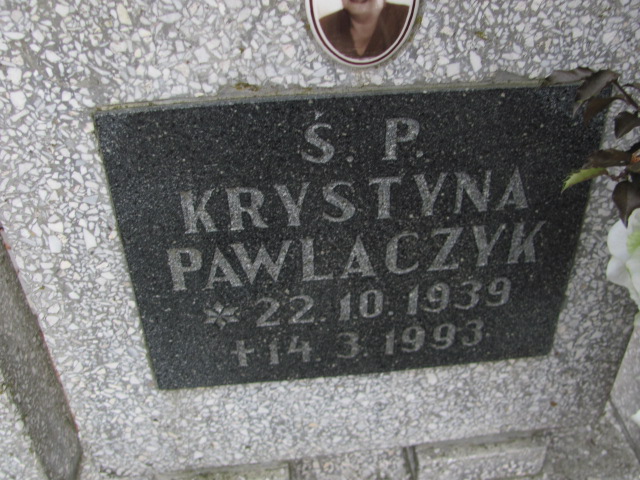 Ś. P.
KRYSTYNA
PAWLACZYK
* 22.10.1939
+ 14.3.1993